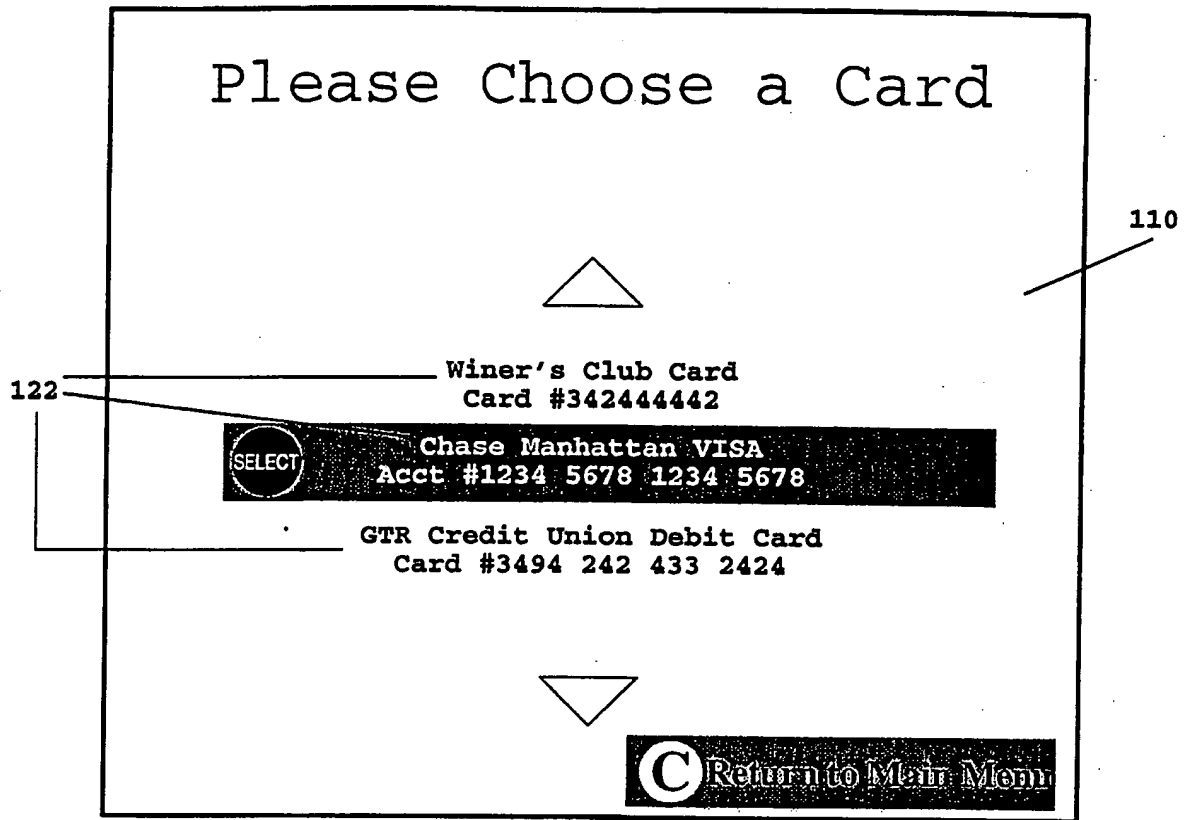 Please Choose a Card
110
Winer's Club Card
Card #342444442
122
SELECT
Chase Manhattan VISA
Acct #1234 5678 1234 5678
GTR Credit Union Debit Card
Card #3494 242 433 2424
C Return to Main Menu